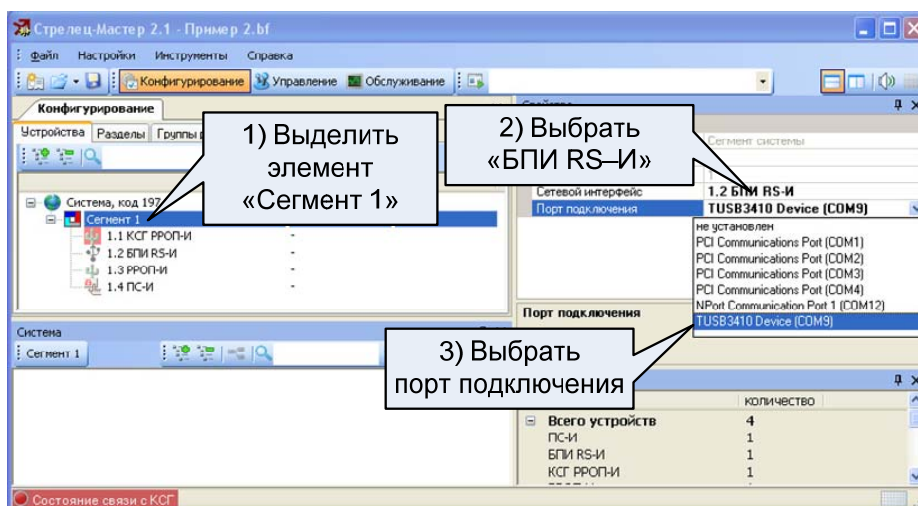 Стрелец-Мастер 2.1 - Пример 2.bf
Файл Настройки Инструменты Справка
Конфигурирование Управление Обслуживание
Конфигурирование
Устройства Разделы Группы
1) Выделить
элемент
«Сегмент 1»
2) Выбрать
«БПИ RS–И»
Сегмент системы
1
Сетевой интерфейс 1.2 БПИ RS-И
Порт подключения TUSB3410 Device (COM9)
не установлен
PCI Communications Port (COM1)
PCI Communications Port (COM2)
PCI Communications Port (COM3)
PCI Communications Port (COM4)
NPort Communication Port 1 (COM12)
TUSB3410 Device (COM9)
Система, код 197
Сегмент 1 -
1.1 КСГ РРОП-И -
1.2 БПИ RS-И -
1.3 РРОП-И -
1.4 ПС-И -
Порт подключения
Система
Сегмент 1
3) Выбрать
порт подключения
количество
Всего устройств 4
ПС-И 1
БПИ RS-И 1
КСГ РРОП-И 1
Состояние связи с КСГ